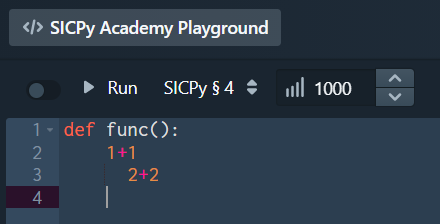 </> SICPy Academy Playground
Run SICPy § 4 1000
1 def func():
2 1+1
3 2+2
4